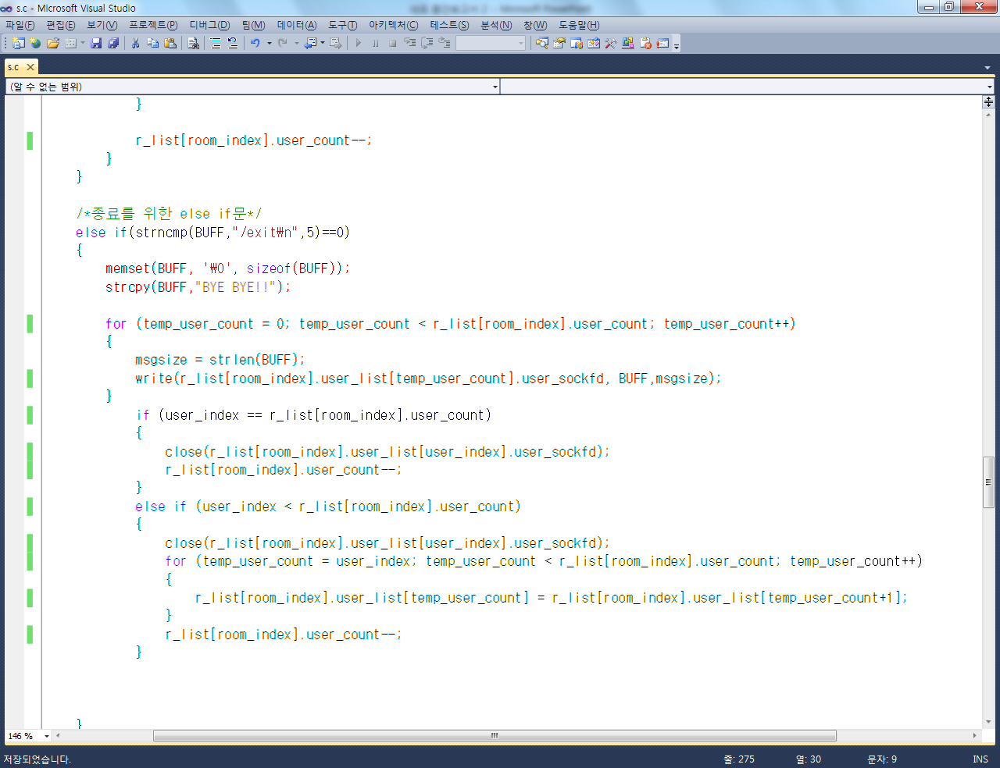 s.c - Microsoft Visual Studio
파일(F) 편집(E) 보기(V) 프로젝트(P) 디버그(D) 팀(M) 데이터(A) 도구(T) 아키텍처(C) 테스트(S) 분석(N) 창(W) 도움말(H)
s.c
(알 수 없는 범위)
}
r_list[room_index].user_count--;
}
}
/*종료를 위한 else if문*/
else if(strncmp(BUFF,"/exit₩n",5)==0)
{
memset(BUFF, '₩0', sizeof(BUFF));
strcpy(BUFF,"BYE BYE!!");
for (temp_user_count = 0; temp_user_count < r_list[room_index].user_count; temp_user_count++)
{
msgsize = strlen(BUFF);
write(r_list[room_index].user_list[temp_user_count].user_sockfd, BUFF,msgsize);
}
if (user_index == r_list[room_index].user_count)
{
close(r_list[room_index].user_list[user_index].user_sockfd);
r_list[room_index].user_count--;
}
else if (user_index < r_list[room_index].user_count)
{
close(r_list[room_index].user_list[user_index].user_sockfd);
for (temp_user_count = user_index; temp_user_count < r_list[room_index].user_count; temp_user_count++)
{
r_list[room_index].user_list[temp_user_count] = r_list[room_index].user_list[temp_user_count+1];
}
r_list[room_index].user_count--;
}
}
146 %
저장되었습니다. 줄: 275 열: 30 문자: 9 INS